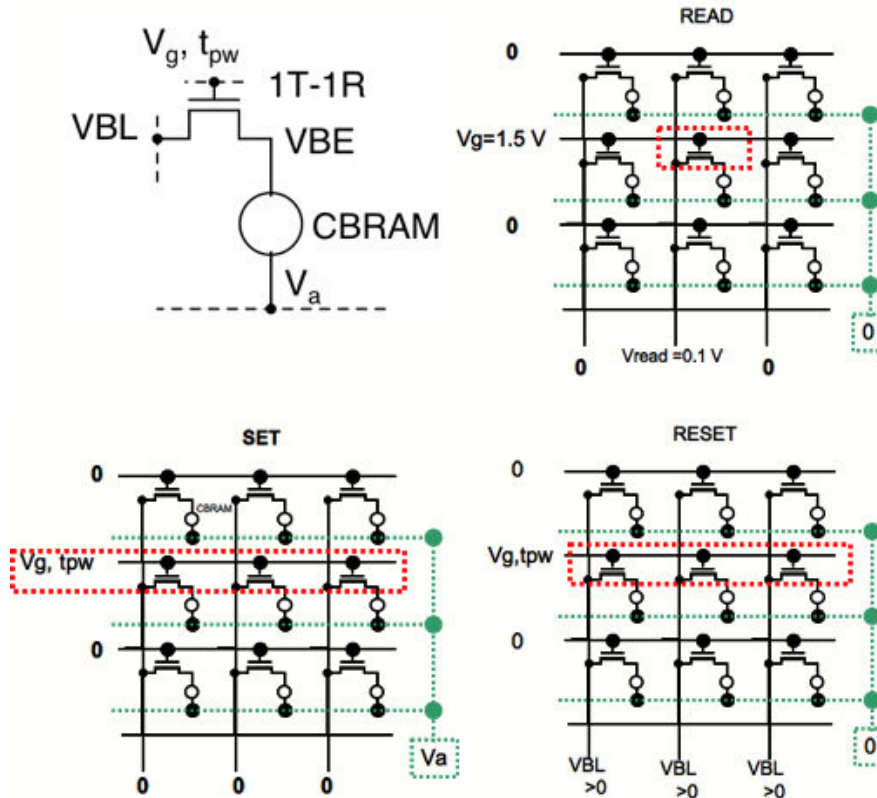 Vg, tpw
1T-1R
VBL
VBE
CBRAM
Va
READ
0
Vg=1.5 V
0
0
Vread =0.1 V
0
0
SET
0
CBRAM
Vg, tpw
0
Va
0 0 0
RESET
0
Vg,tpw
0
0
VBL VBL VBL
>0 >0 >0